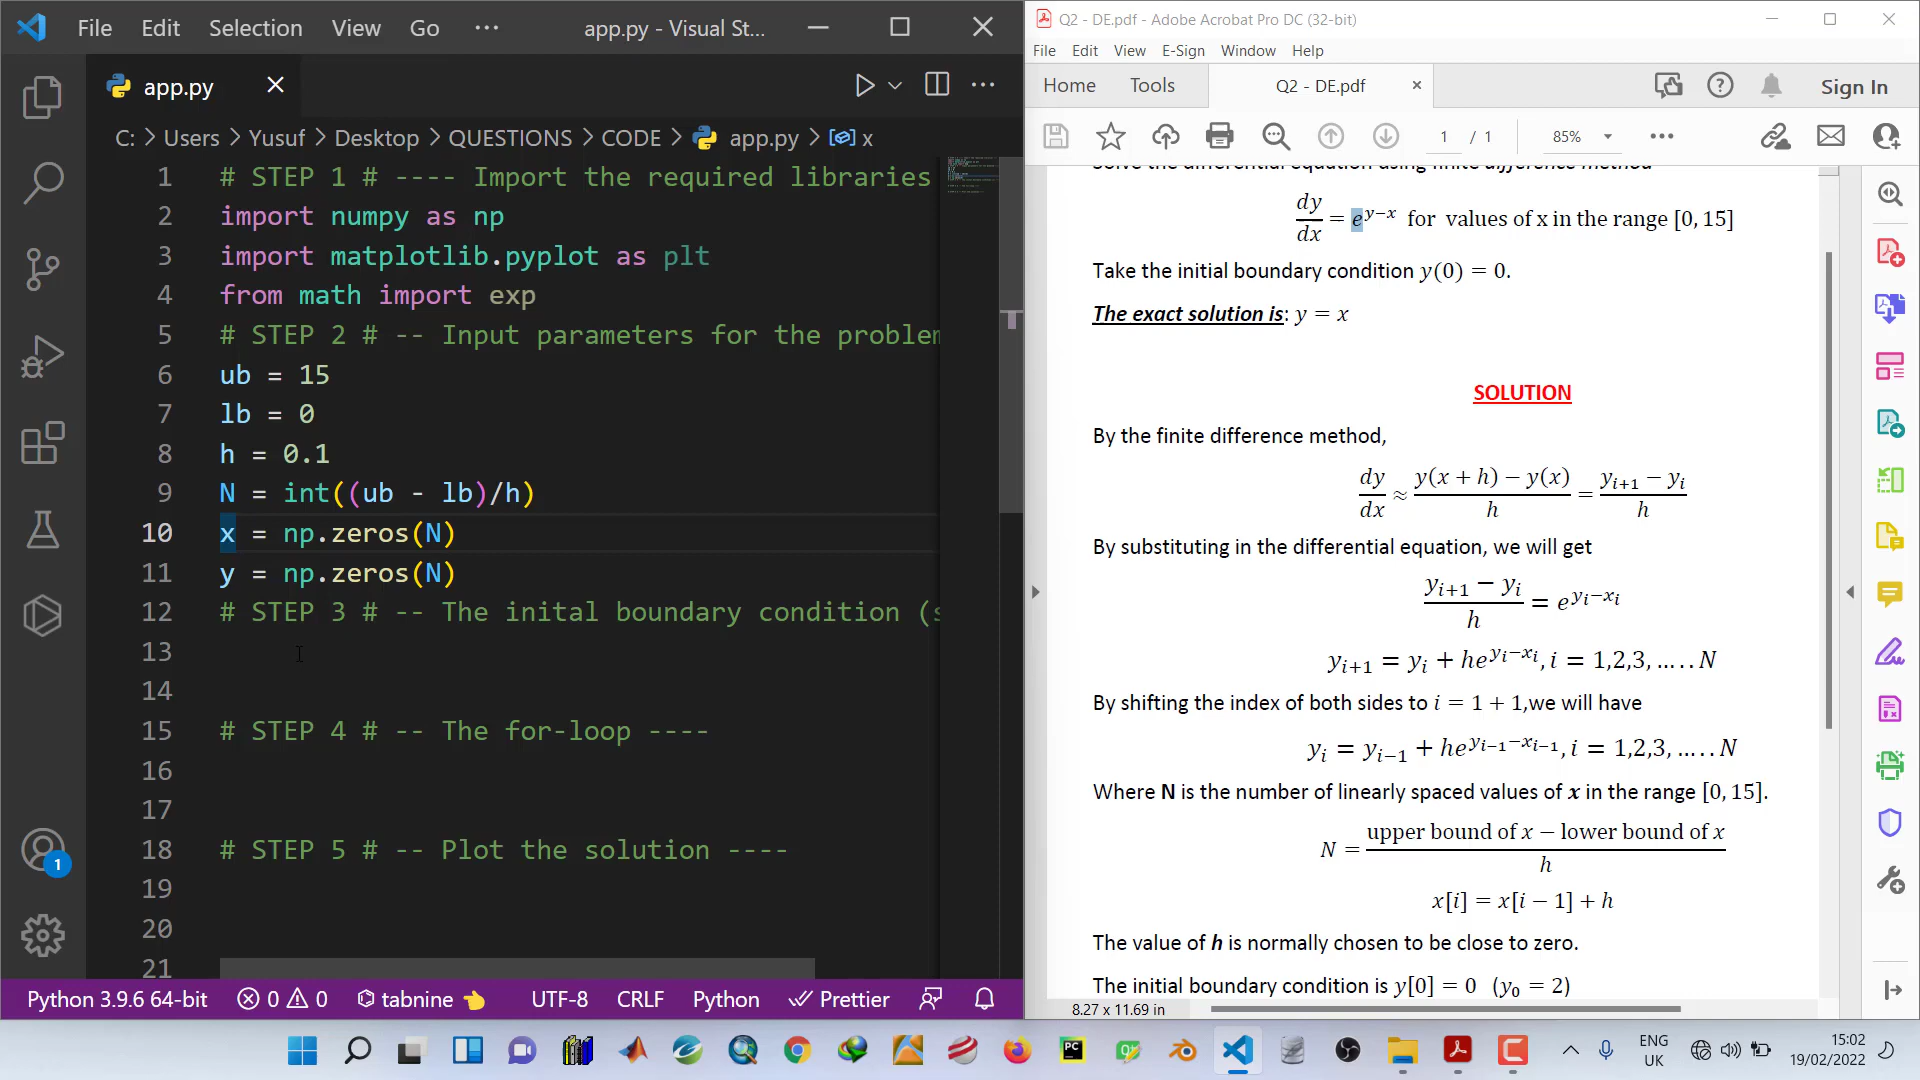 File Edit Selection View Go ··· app.py - Visual St...
app.py
C: > Users > Yusuf > Desktop > QUESTIONS > CODE > app.py > x
1 # STEP 1 # ---- Import the required libraries
2 import numpy as np
3 import matplotlib.pyplot as plt
4 from math import exp
5 # STEP 2 # -- Input parameters for the problem
6 ub = 15
7 lb = 0
8 h = 0.1
9 N = int((ub - lb)/h)
10 x = np.zeros(N)
11 y = np.zeros(N)
12 # STEP 3 # -- The inital boundary condition (s
13
14
15 # STEP 4 # -- The for-loop ----
16
17
18 # STEP 5 # -- Plot the solution ----
19
20
21
Python 3.9.6 64-bit 0 0 tabnine 👈 UTF-8 CRLF Python Prettier
Q2 - DE.pdf - Adobe Acrobat Pro DC (32-bit)
File Edit View E-Sign Window Help
Home Tools Q2 - DE.pdf × Sign In
1 / 1 85%
Solve the differential equation using finite difference method
dy/dx = e^{y−x} for values of x in the range [0, 15]
Take the initial boundary condition y(0) = 0.
The exact solution is: y = x
SOLUTION
By the finite difference method,
dy/dx ≈ (y(x + h) − y(x))/h = (y_{i+1} − y_i)/h
By substituting in the differential equation, we will get
(y_{i+1} − y_i)/h = e^{y_i−x_i}
y_{i+1} = y_i + he^{y_i−x_i}, i = 1,2,3, ….. N
By shifting the index of both sides to i = 1 + 1,we will have
y_i = y_{i−1} + he^{y_{i−1}−x_{i−1}}, i = 1,2,3, ….. N
Where N is the number of linearly spaced values of x in the range [0, 15].
N = (upper bound of x − lower bound of x)/h
x[i] = x[i − 1] + h
The value of h is normally chosen to be close to zero.
The initial boundary condition is y[0] = 0 (y_0 = 2)
8.27 x 11.69 in
1
PC
ENG
UK
15:02
19/02/2022